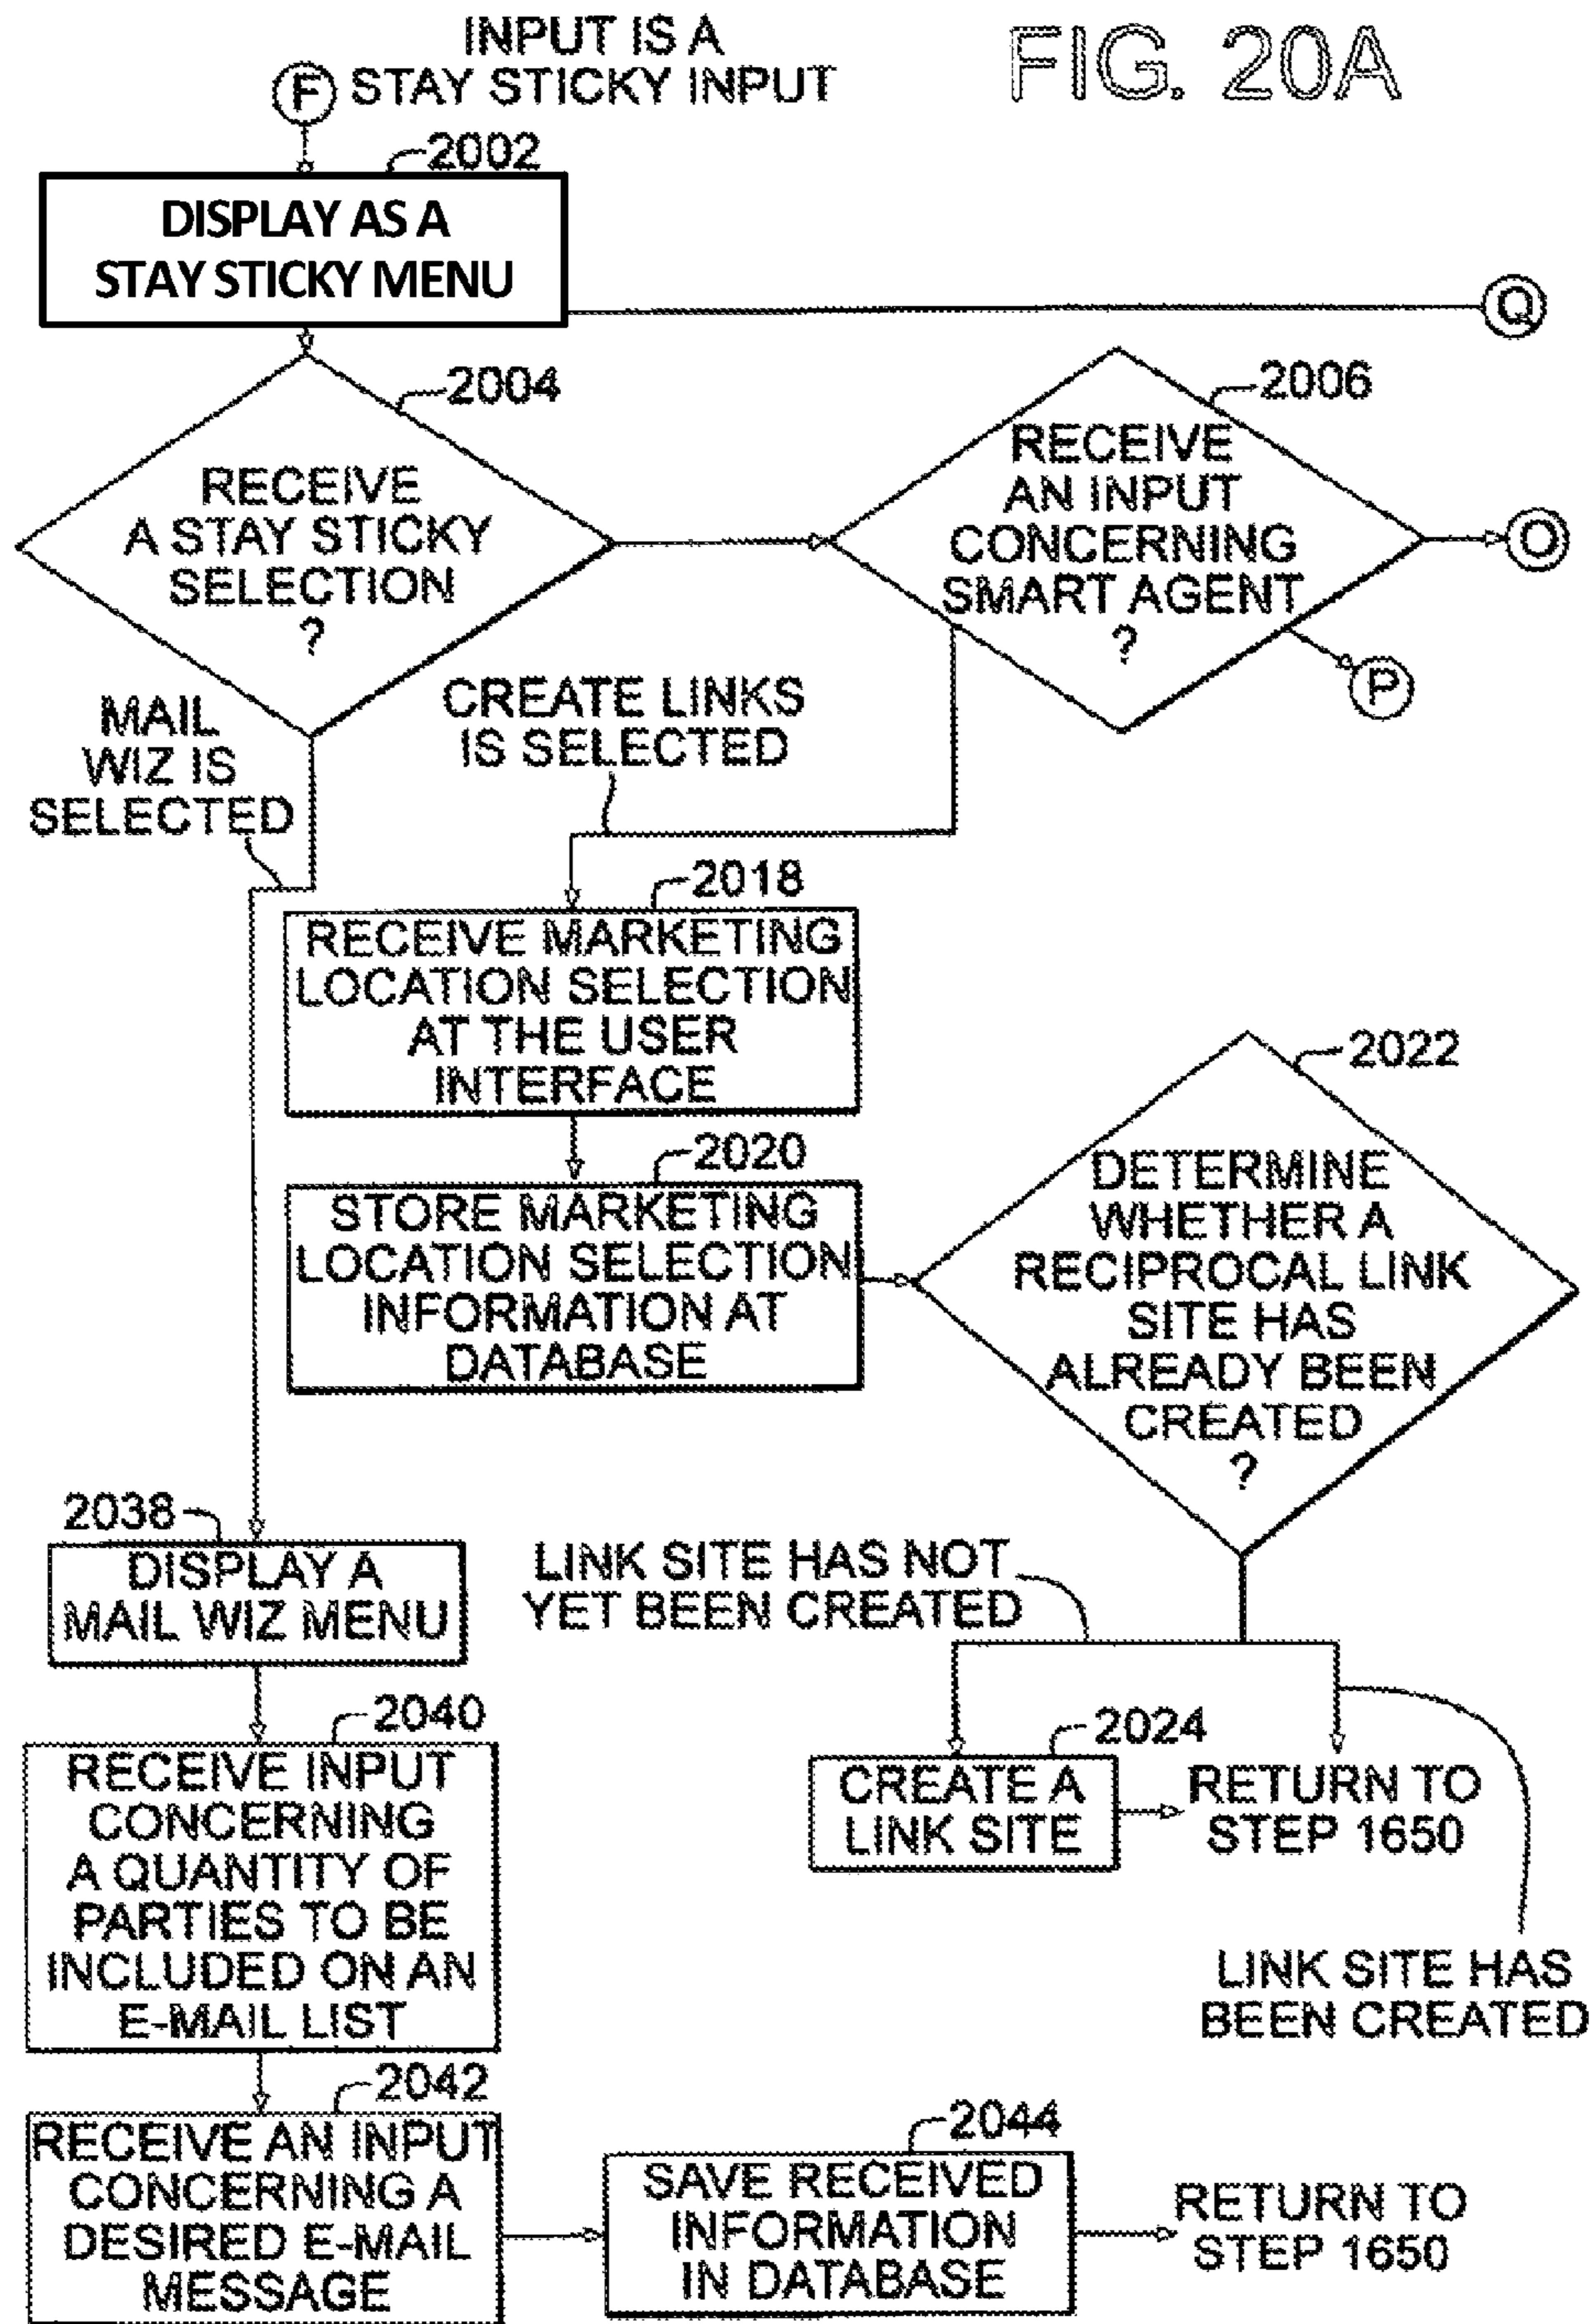 FIG. 20A
INPUT IS A
STAY STICKY INPUT
F
2002
DISPLAY AS A
STAY STICKY MENU
Q
2004
RECEIVE
A STAY STICKY
SELECTION
?
2006
RECEIVE
AN INPUT
CONCERNING
SMART AGENT
?
O
P
MAIL
WIZ IS
SELECTED
CREATE LINKS
IS SELECTED
2018
RECEIVE MARKETING
LOCATION SELECTION
AT THE USER
INTERFACE
2020
STORE MARKETING
LOCATION SELECTION
INFORMATION AT
DATABASE
2022
DETERMINE
WHETHER A
RECIPROCAL LINK
SITE HAS
ALREADY BEEN
CREATED
?
LINK SITE HAS NOT
YET BEEN CREATED
2024
CREATE A
LINK SITE
RETURN TO
STEP 1650
LINK SITE HAS
BEEN CREATED
2038
DISPLAY A
MAIL WIZ MENU
2040
RECEIVE INPUT
CONCERNING
A QUANTITY OF
PARTIES TO BE
INCLUDED ON AN
E-MAIL LIST
2042
RECEIVE AN INPUT
CONCERNING A
DESIRED E-MAIL
MESSAGE
2044
SAVE RECEIVED
INFORMATION
IN DATABASE
RETURN TO
STEP 1650